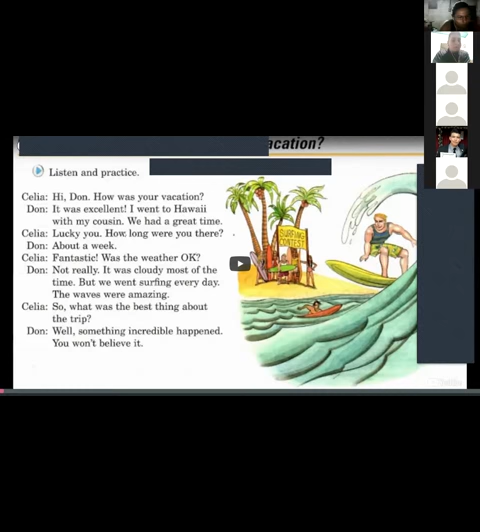 acation?
Listen and practice.
Celia: Hi, Don. How was your vacation?
Don: It was excellent! I went to Hawaii
with my cousin. We had a great time.
Celia: Lucky you. How long were you there?
Don: About a week.
Celia: Fantastic! Was the weather OK?
Don: Not really. It was cloudy most of the
time. But we went surfing every day.
The waves were amazing.
Celia: So, what was the best thing about
the trip?
Don: Well, something incredible happened.
You won't believe it.
SURFING
CONTEST